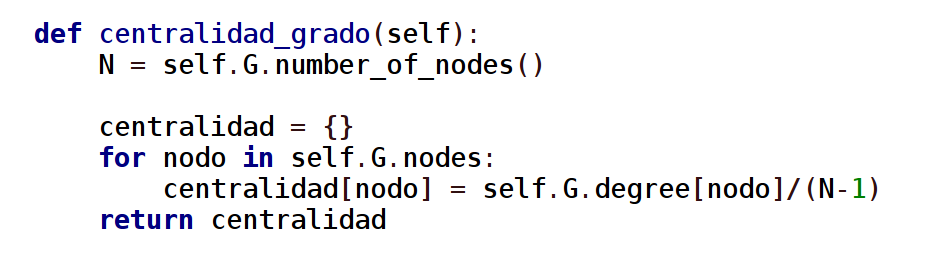 def centralidad_grado(self):
    N = self.G.number_of_nodes()

    centralidad = {}
    for nodo in self.G.nodes:
        centralidad[nodo] = self.G.degree[nodo]/(N-1)
    return centralidad